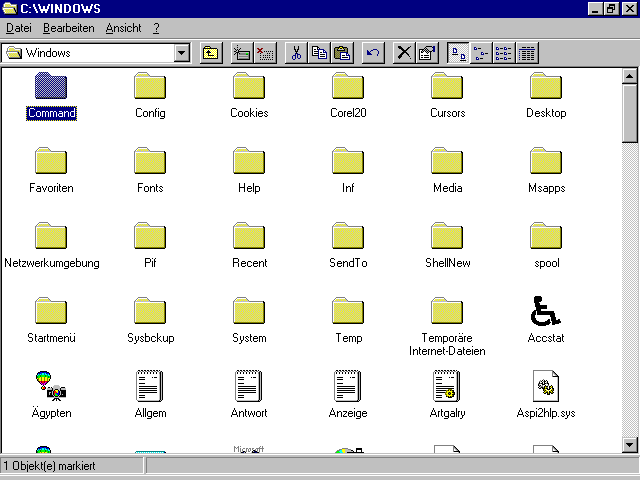 C:\WINDOWS
Datei Bearbeiten Ansicht ?
Windows
Command Config Cookies Corel20 Cursors Desktop
Favoriten Fonts Help Inf Media Msapps
Netzwerkumgebung Pif Recent SendTo ShellNew spool
Startmenü Sysbckup System Temp Temporäre Accstat
Internet-Dateien
Ägypten Allgem Antwort Anzeige Artgalry Aspi2hlp.sys
Microsoft
1 Objekt(e) markiert